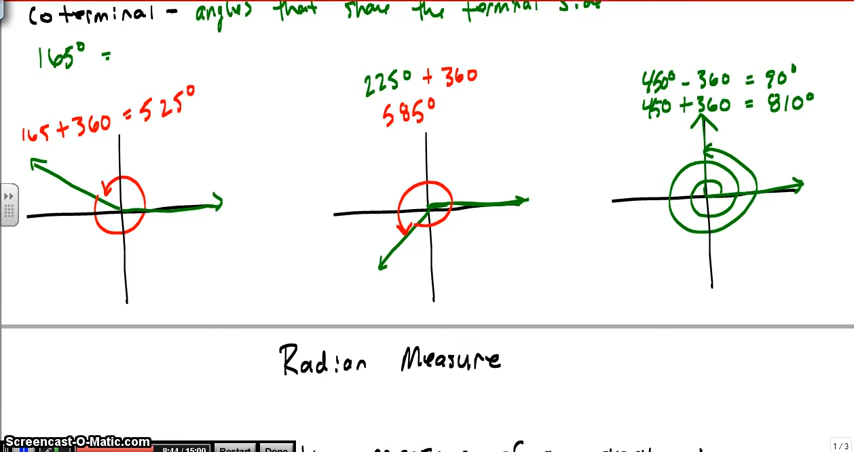 coterminal - angles that share the terminal side
165° =
165 + 360 = 525°
225° + 360
585°
450° - 360 = 90°
450 + 360 = 810°
Radian Measure
1/3
Screencast-O-Matic.com
8:44 / 15:00 Restart Done